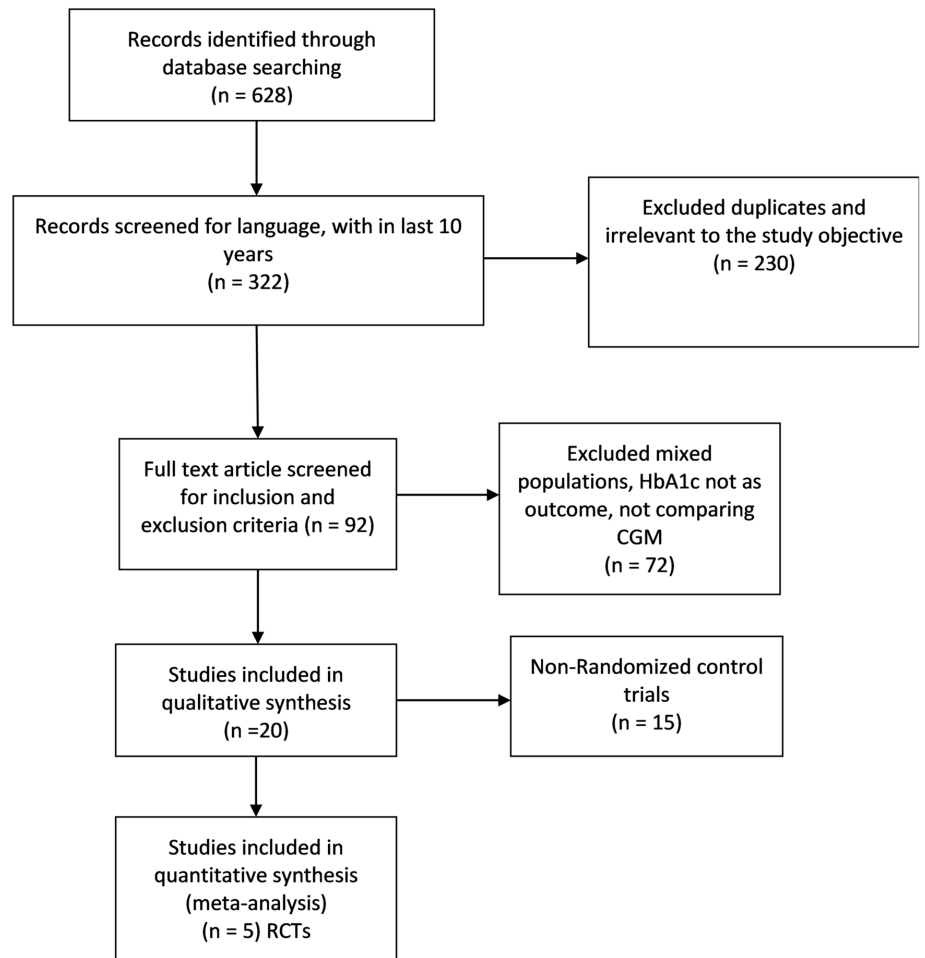 Records identified through
database searching
(n = 628)
Records screened for language, with in last 10
years
(n = 322)
Excluded duplicates and
irrelevant to the study objective
(n = 230)
Full text article screened
for inclusion and
exclusion criteria (n = 92)
Excluded mixed
populations, HbA1c not as
outcome, not comparing
CGM
(n = 72)
Studies included in
qualitative synthesis
(n =20)
Non-Randomized control
trials
(n = 15)
Studies included in
quantitative synthesis
(meta-analysis)
(n = 5) RCTs